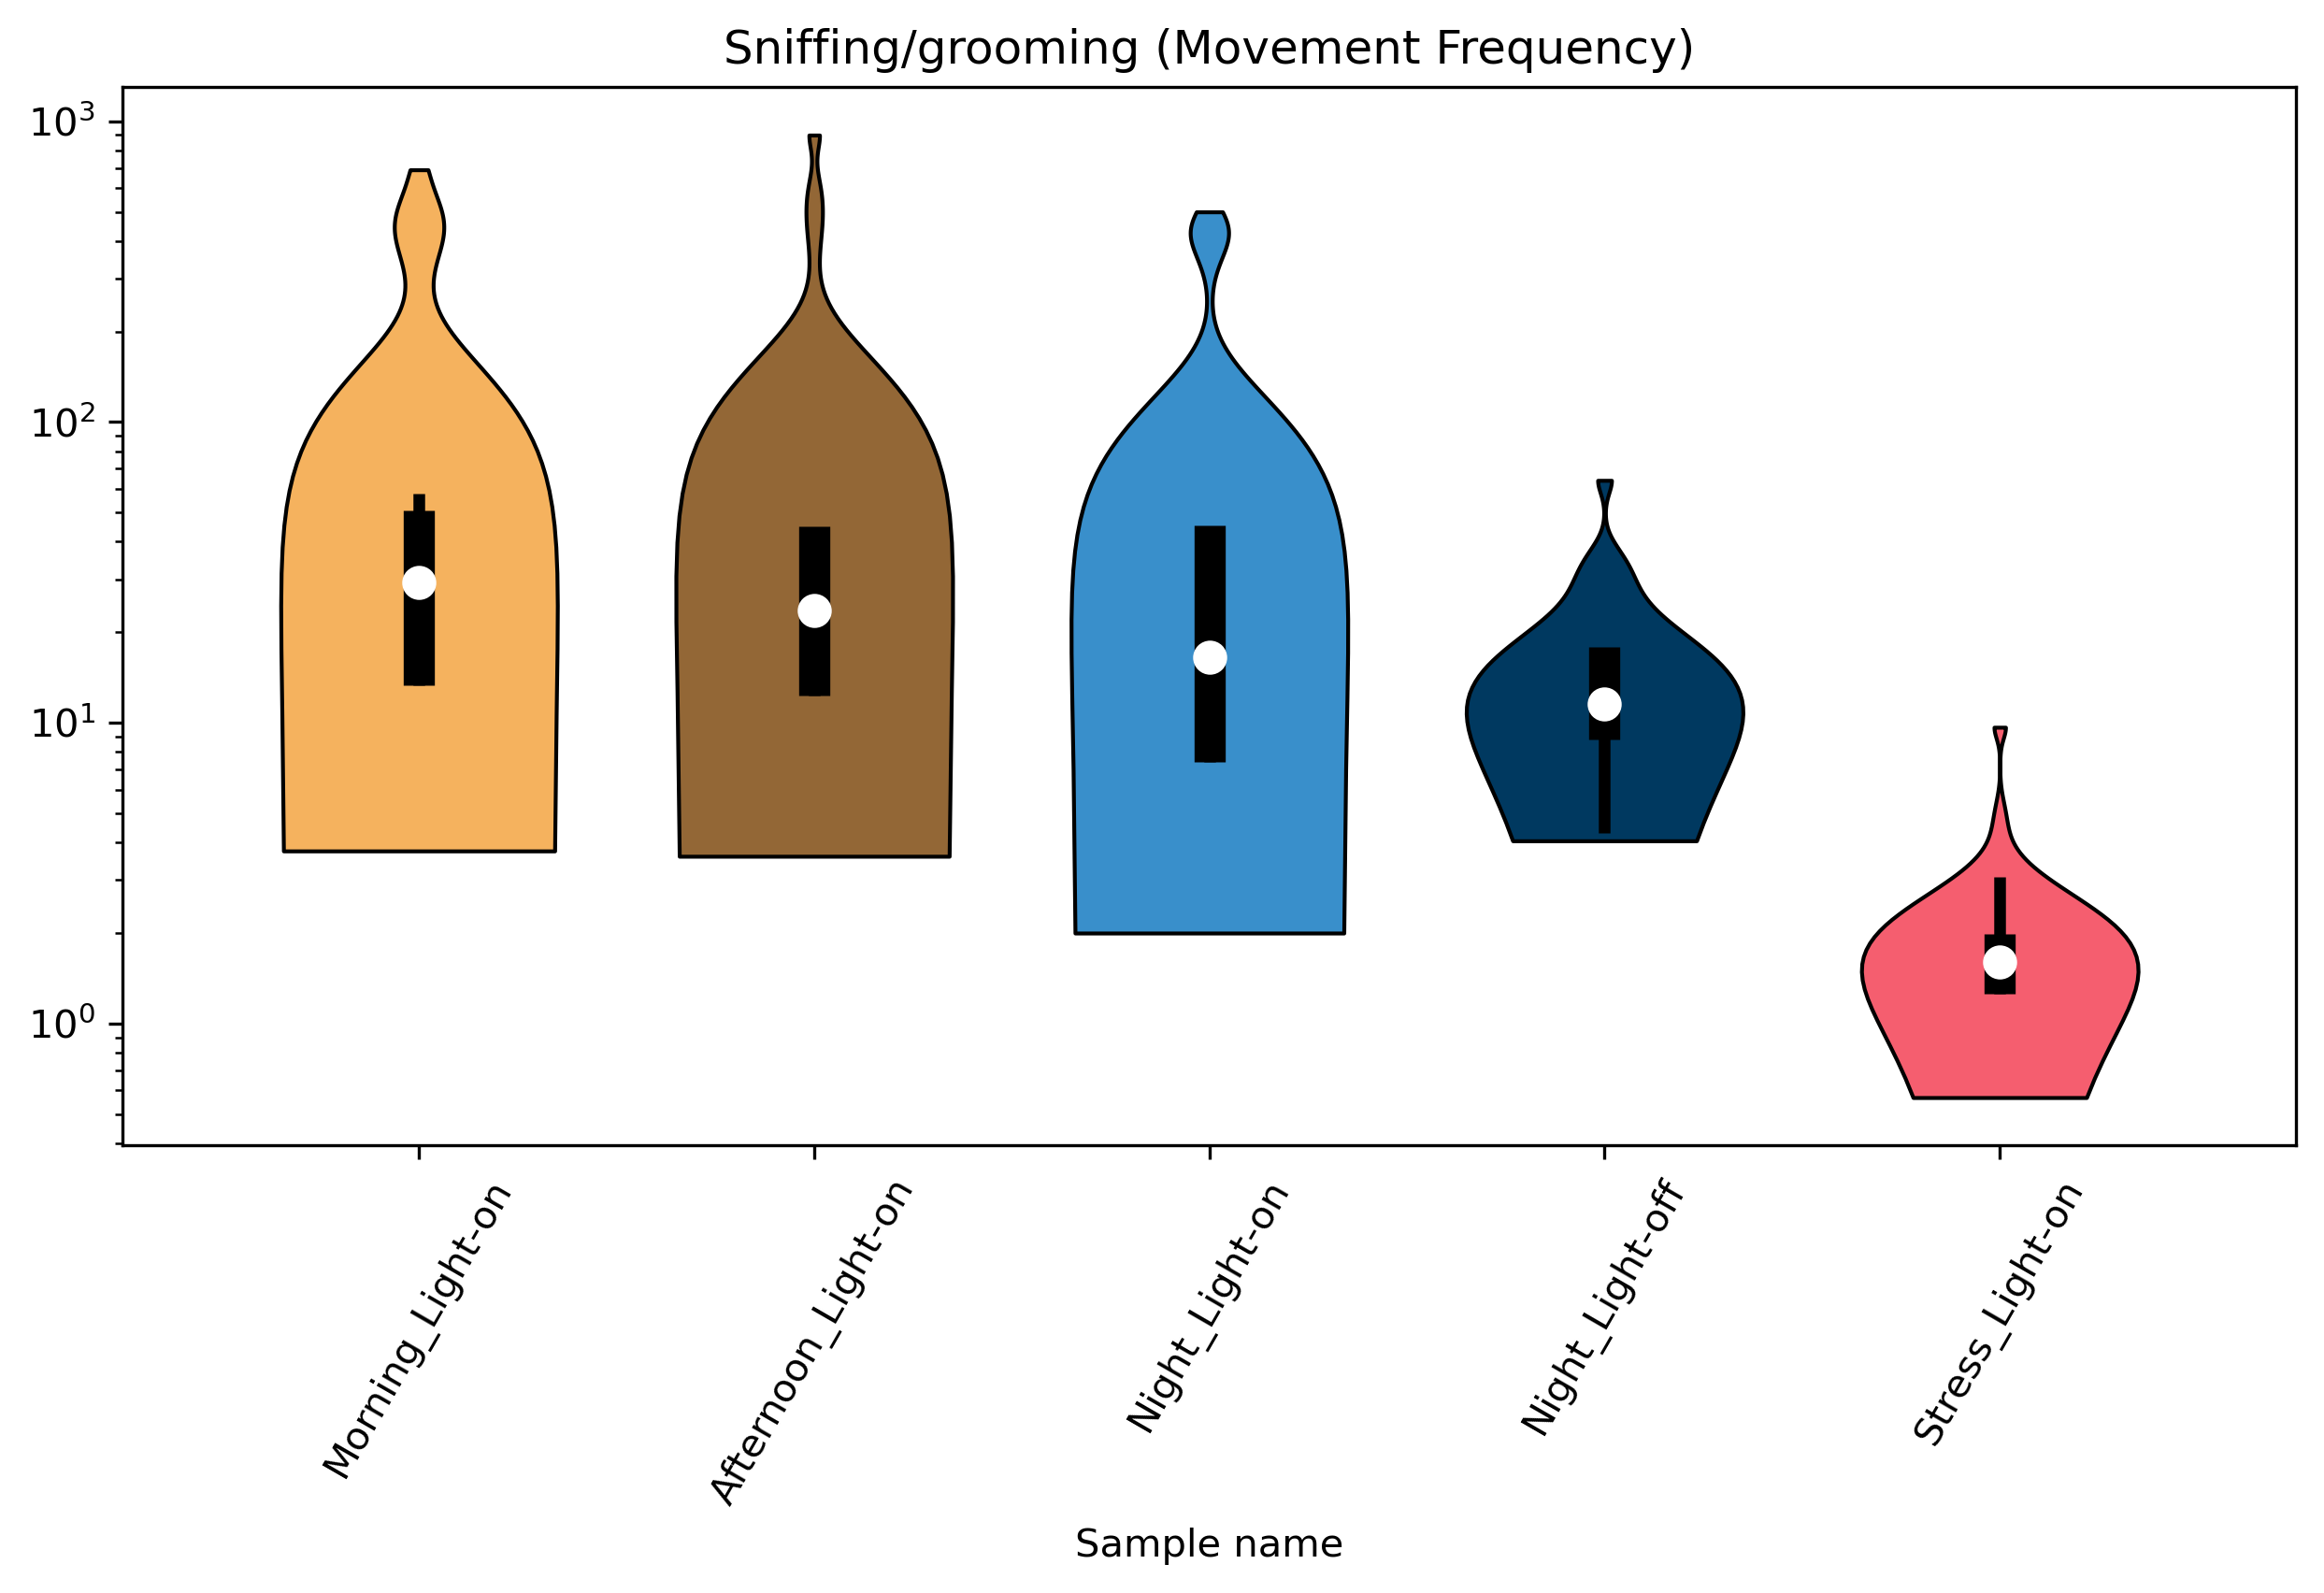 Sniffing/grooming (Movement Frequency)
10³
10²
10¹
10⁰
Morning_Light-on
Afternoon_Light-on
Night_Light-on
Night_Light-off
Stress_Light-on
Sample name